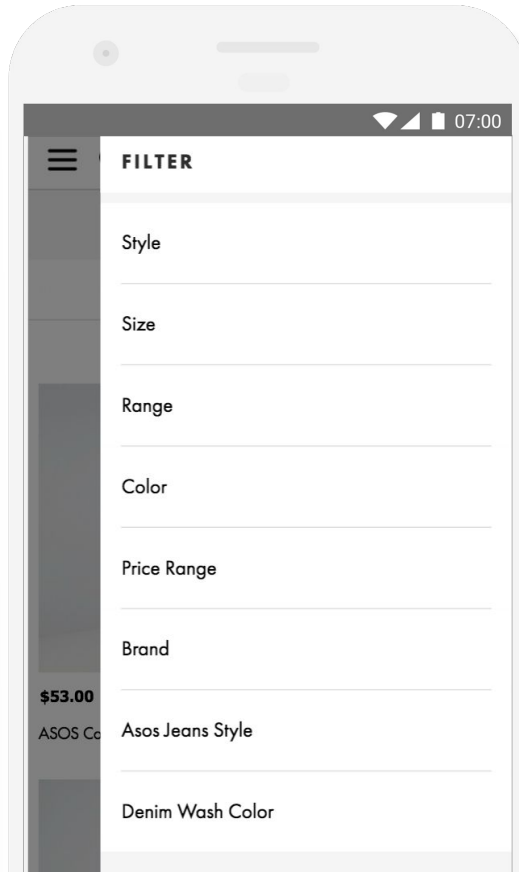 07:00
FILTER
Style
Size
Range
Color
Price Range
Brand
Asos Jeans Style
Denim Wash Color
$53.00
ASOS